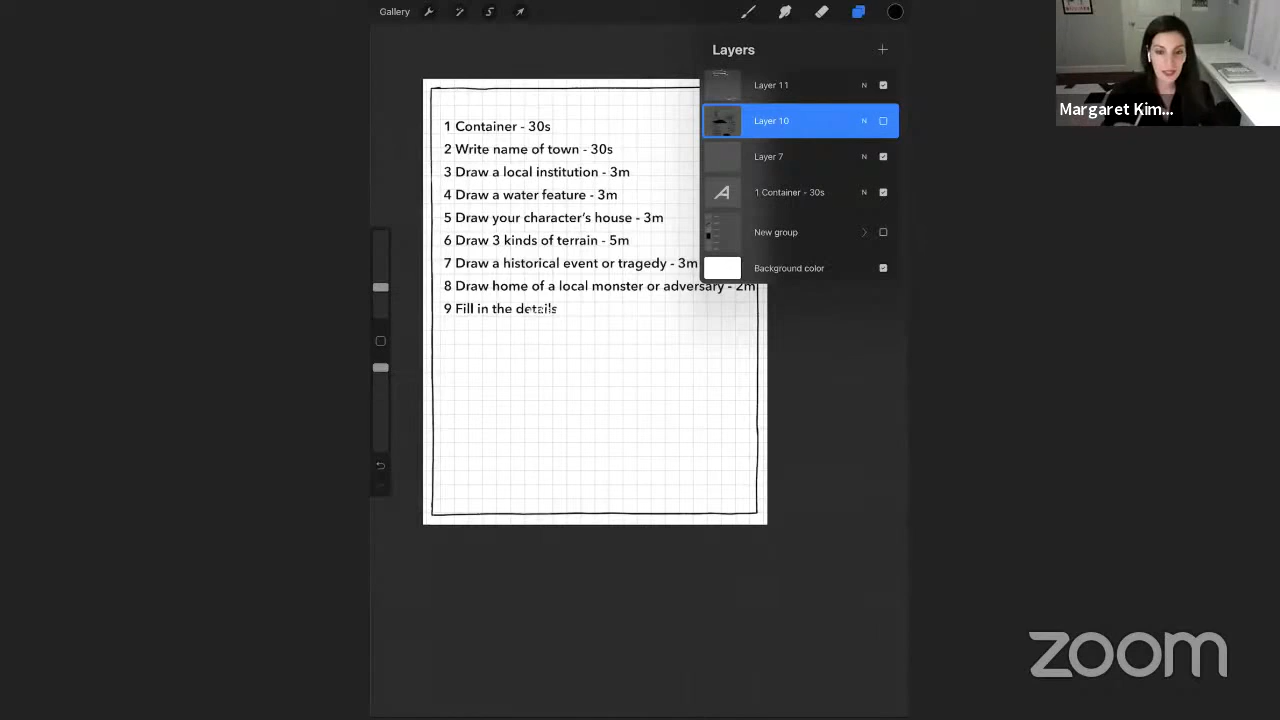 Gallery
Layers
Layer 11 N
Layer 10 N
Layer 7 N
A 1 Container - 30s N
New group
Background color
1 Container - 30s
2 Write name of town - 30s
3 Draw a local institution - 3m
4 Draw a water feature - 3m
5 Draw your character's house - 3m
6 Draw 3 kinds of terrain - 5m
7 Draw a historical event or tragedy - 3m
8 Draw home of a local monster or adversary - 2m
9 Fill in the details
Margaret Kim...
zoom